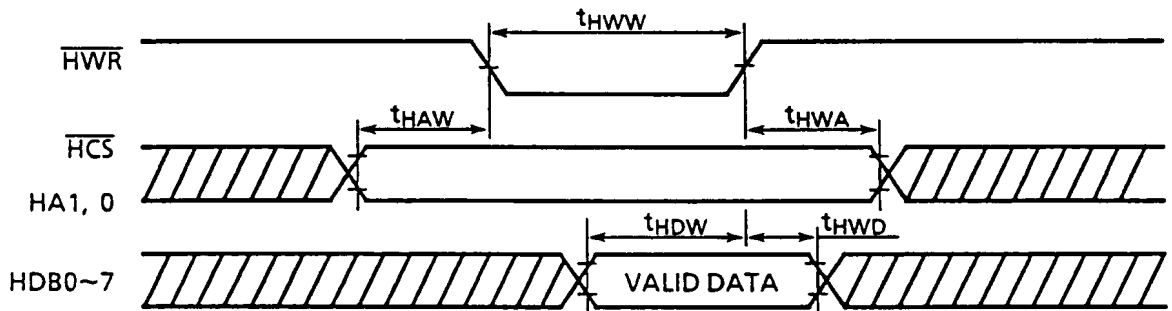 tHWW
HWR
tHAW
tHWA
HCS
HA1, 0
tHDW
tHWD
HDB0~7
VALID DATA